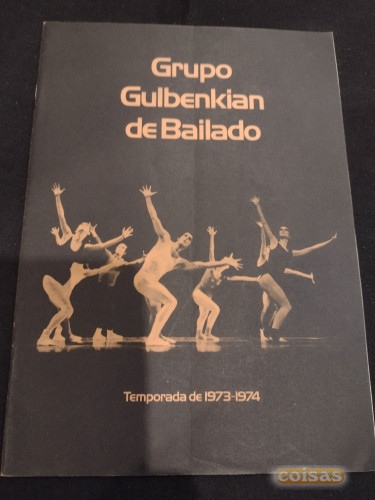 Grupo
Gulbenkian
de Bailado
Temporada de 1973-1974
coisas